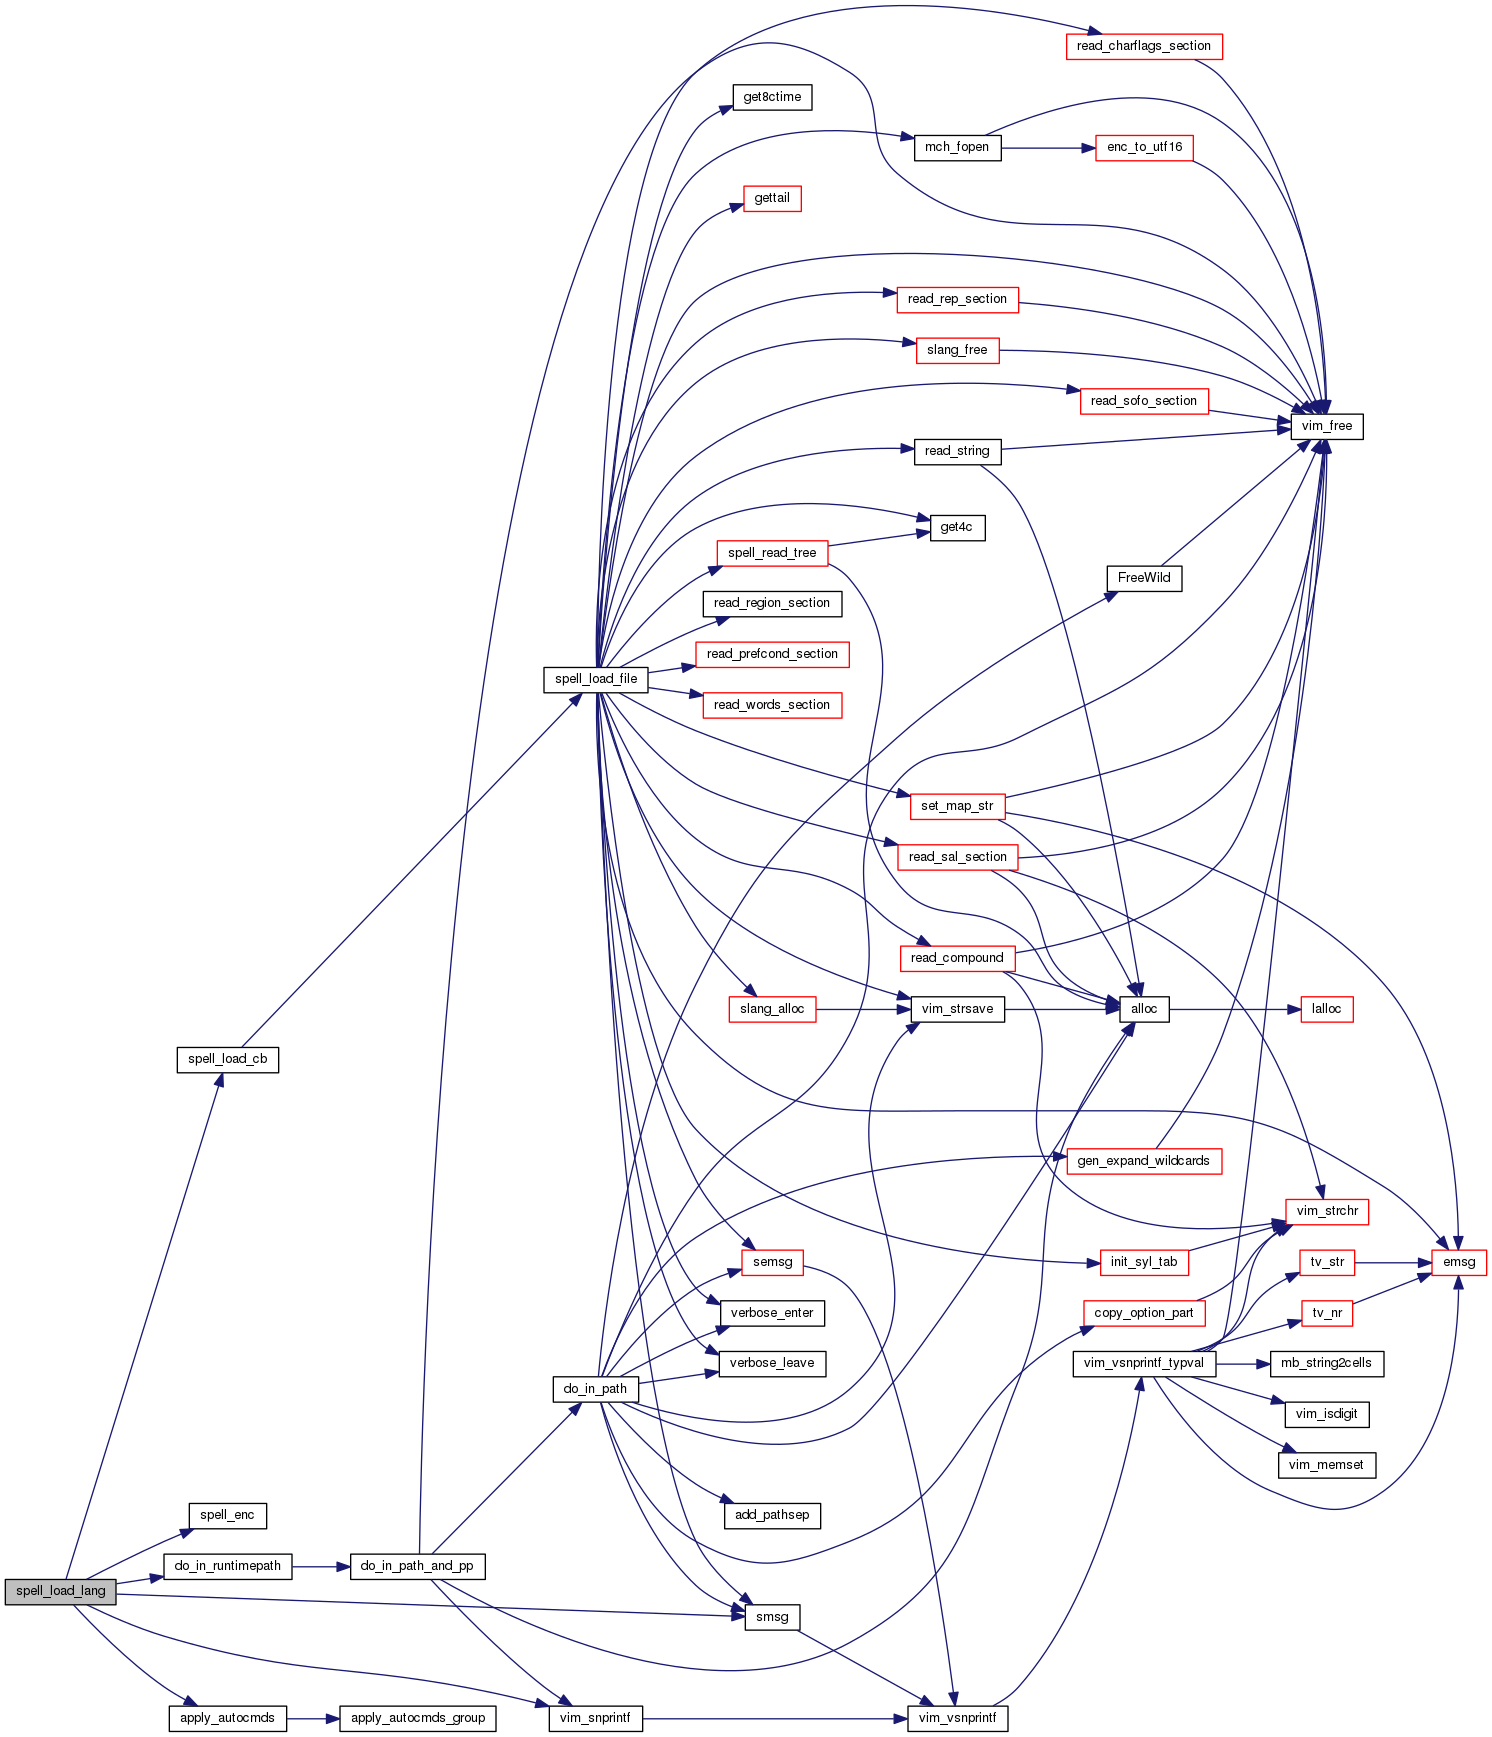 read_charflags_section
get8ctime
mch_fopen
enc_to_utf16
gettail
read_rep_section
slang_free
read_sofo_section
vim_free
read_string
get4c
spell_read_tree
FreeWild
read_region_section
read_prefcond_section
spell_load_file
read_words_section
set_map_str
read_sal_section
read_compound
slang_alloc
vim_strsave
alloc
lalloc
spell_load_cb
gen_expand_wildcards
vim_strchr
semsg
init_syl_tab
tv_str
emsg
verbose_enter
copy_option_part
tv_nr
verbose_leave
vim_vsnprintf_typval
mb_string2cells
do_in_path
vim_isdigit
vim_memset
spell_enc
add_pathsep
do_in_runtimepath
do_in_path_and_pp
spell_load_lang
smsg
apply_autocmds
apply_autocmds_group
vim_snprintf
vim_vsnprintf